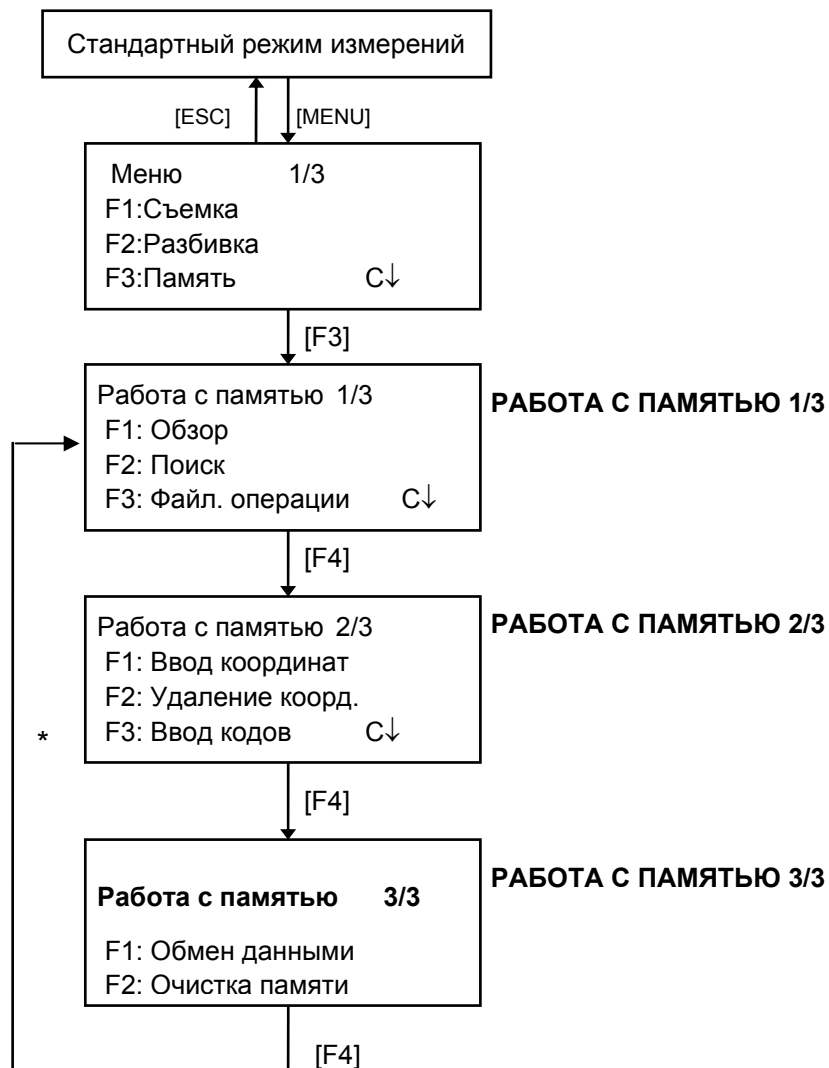 Стандартный режим измерений
[ESC] [MENU]
Меню 1/3
F1:Съемка
F2:Разбивка
F3:Память С↓
[F3]
Работа с памятью 1/3 РАБОТА С ПАМЯТЬЮ 1/3
F1: Обзор
F2: Поиск
F3: Файл. операции С↓
[F4]
Работа с памятью 2/3 РАБОТА С ПАМЯТЬЮ 2/3
F1: Ввод координат
F2: Удаление коорд.
F3: Ввод кодов С↓
*
[F4]
Работа с памятью 3/3 РАБОТА С ПАМЯТЬЮ 3/3
F1: Обмен данными
F2: Очистка памяти
[F4]